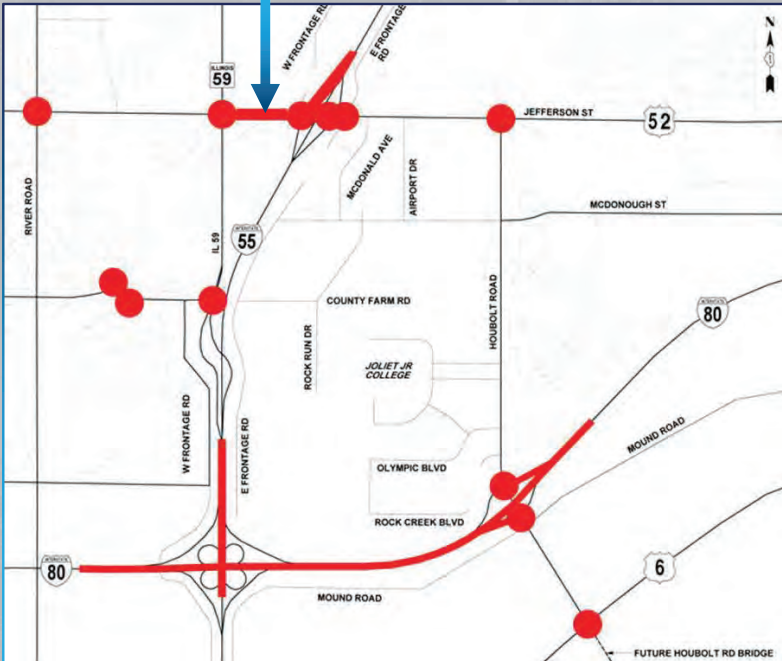 W FRONTAGE RD
E FRONTAGE
RD
N
ILLINOIS
59
JEFFERSON ST
52
RIVER ROAD
MCDONALD AVE
AIRPORT DR
MCDONOUGH ST
IL 59
INTERSTATE
55
COUNTY FARM RD
HOUBOLT ROAD
INTERSTATE
80
ROCK RUN DR
JOLIET JR
COLLEGE
W FRONTAGE RD
E FRONTAGE RD
MOUND ROAD
OLYMPIC BLVD
ROCK CREEK BLVD
INTERSTATE
80
MOUND ROAD
6
FUTURE HOUBOLT RD BRIDGE